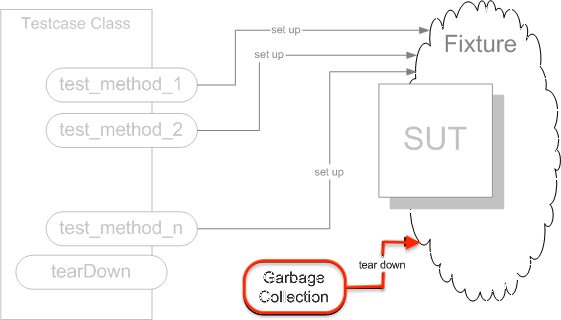 Testcase Class
set up
Fixture
set up
test_method_1
test_method_2
SUT
set up
test_method_n
tearDown
tear down
Garbage
Collection